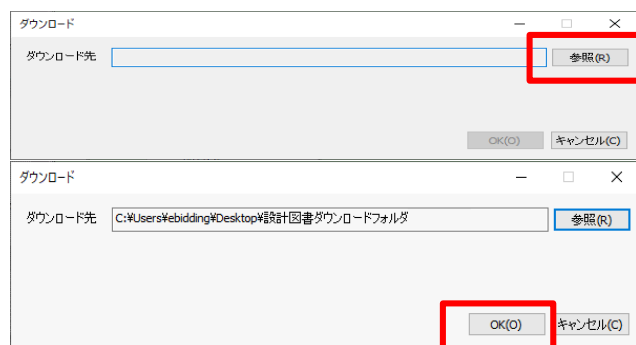 ダウンロード
ダウンロード先 参照(R)
OK(O) キャンセル(C)
ダウンロード
ダウンロード先 C:¥Users¥ebidding¥Desktop¥設計図書ダウンロードフォルダ 参照(R)
OK(O) キャンセル(C)